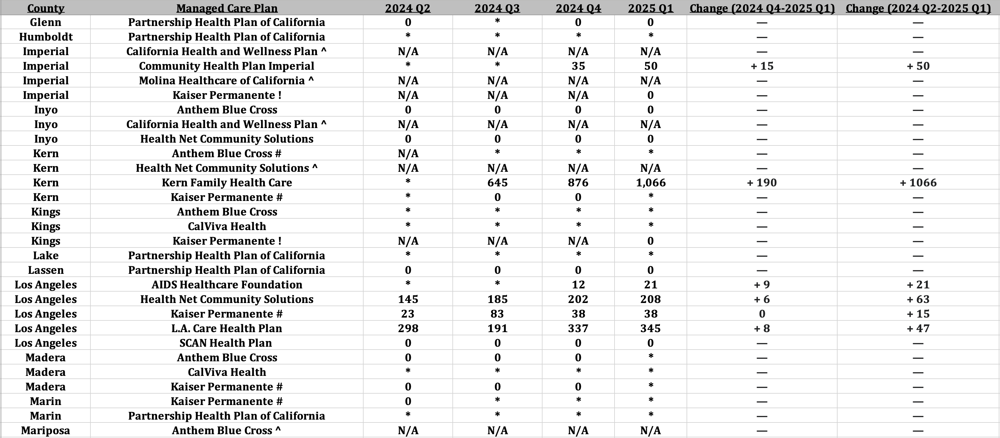 County Managed Care Plan 2024 Q2 2024 Q3 2024 Q4 2025 Q1 Change (2024 Q4-2025 Q1) Change (2024 Q2-2025 Q1)
Glenn Partnership Health Plan of California 0 * 0 0 — —
Humboldt Partnership Health Plan of California * * * * — —
Imperial California Health and Wellness Plan ^ N/A N/A N/A N/A — —
Imperial Community Health Plan Imperial * * 35 50 + 15 + 50
Imperial Molina Healthcare of California ^ N/A N/A N/A N/A — —
Imperial Kaiser Permanente ! N/A N/A N/A 0 — —
Inyo Anthem Blue Cross 0 0 0 0 — —
Inyo California Health and Wellness Plan ^ N/A N/A N/A N/A — —
Inyo Health Net Community Solutions 0 0 0 0 — —
Kern Anthem Blue Cross # N/A * * * — —
Kern Health Net Community Solutions ^ N/A N/A N/A N/A — —
Kern Kern Family Health Care * 645 876 1,066 + 190 + 1066
Kern Kaiser Permanente # * 0 0 * — —
Kings Anthem Blue Cross * * * * — —
Kings CalViva Health * * * * — —
Kings Kaiser Permanente ! N/A N/A N/A 0 — —
Lake Partnership Health Plan of California * * * * — —
Lassen Partnership Health Plan of California 0 0 0 0 — —
Los Angeles AIDS Healthcare Foundation * * 12 21 + 9 + 21
Los Angeles Health Net Community Solutions 145 185 202 208 + 6 + 63
Los Angeles Kaiser Permanente # 23 83 38 38 0 + 15
Los Angeles L.A. Care Health Plan 298 191 337 345 + 8 + 47
Los Angeles SCAN Health Plan 0 0 0 0 — —
Madera Anthem Blue Cross 0 0 0 * — —
Madera CalViva Health * * * * — —
Madera Kaiser Permanente # 0 0 0 * — —
Marin Kaiser Permanente # 0 * * * — —
Marin Partnership Health Plan of California * * * * — —
Mariposa Anthem Blue Cross ^ N/A N/A N/A N/A — —